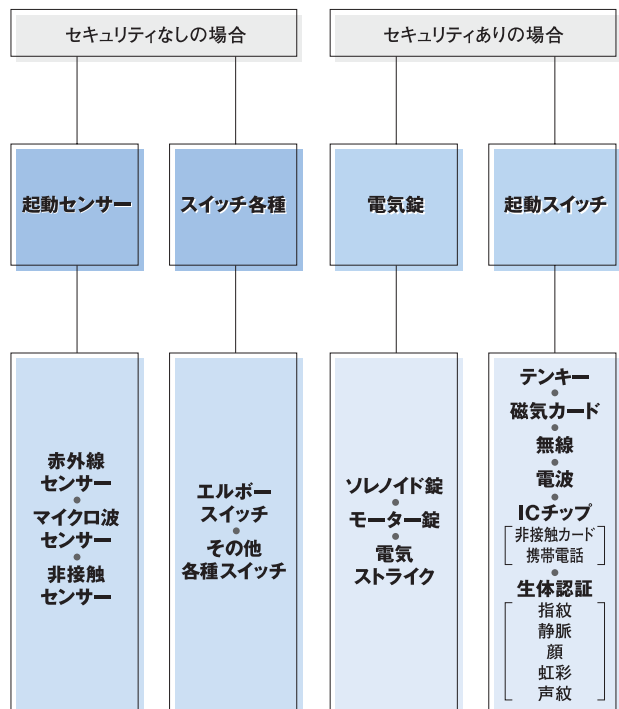 セキュリティなしの場合
セキュリティありの場合
起動センサー
スイッチ各種
電気錠
起動スイッチ
赤外線
センサー
マイクロ波
センサー
非接触
センサー
エルボー
スイッチ
その他
各種スイッチ
ソレノイド錠
モーター錠
電気
ストライク
テンキー
磁気カード
無線
電波
ICチップ
非接触カード
携帯電話
生体認証
指紋
静脈
顔
虹彩
声紋